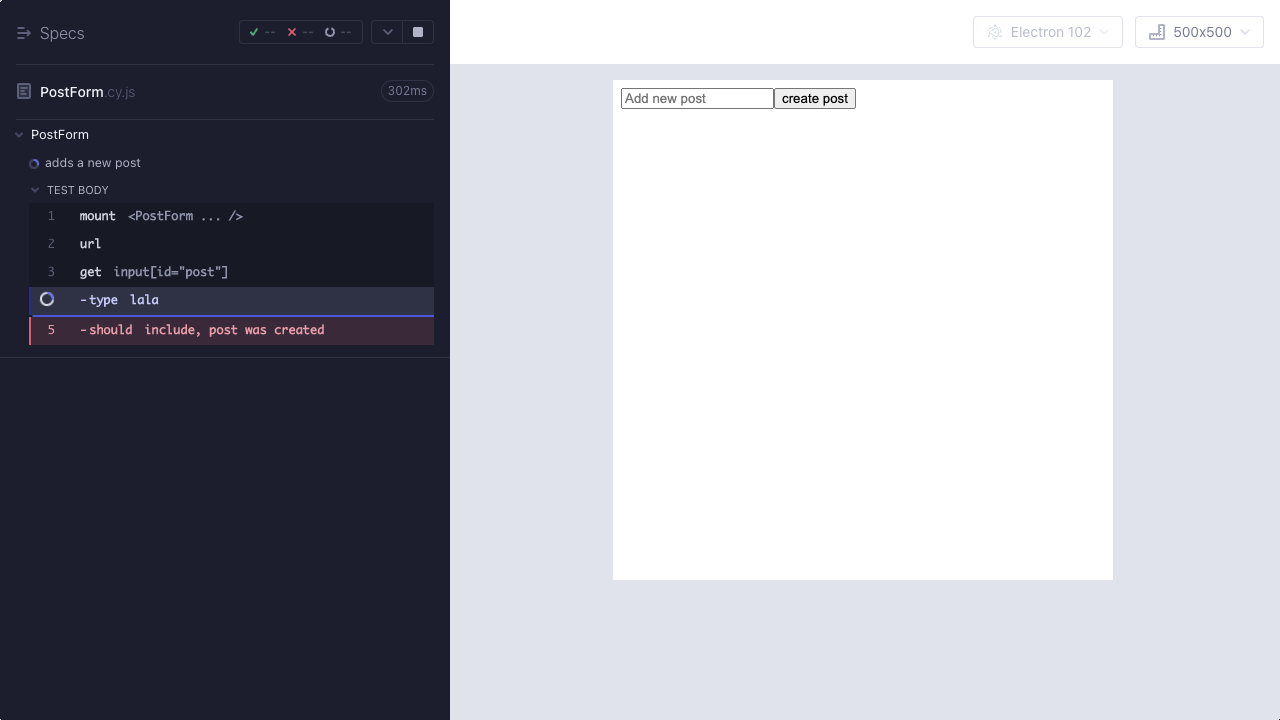 Specs
-- -- --
PostForm.cy.js 302ms
PostForm
adds a new post
TEST BODY
1 mount <PostForm ... />
2 url
3 get input[id="post"]
-type lala
5 -should include, post was created
Electron 102 500x500
Add new post create post